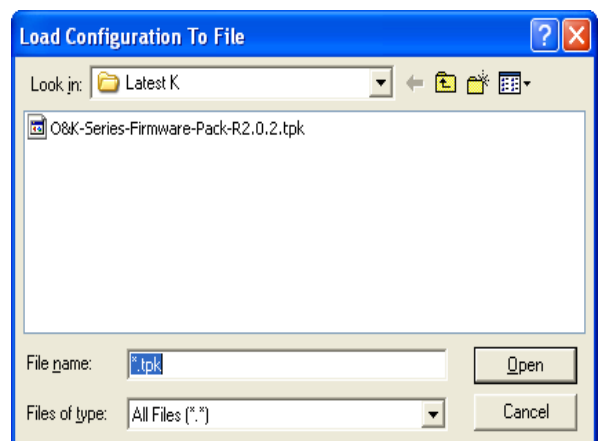 Load Configuration To File
Look in: Latest K
O&K-Series-Firmware-Pack-R2.0.2.tpk
File name: *.tpk Open
Files of type: All Files (*.*) Cancel